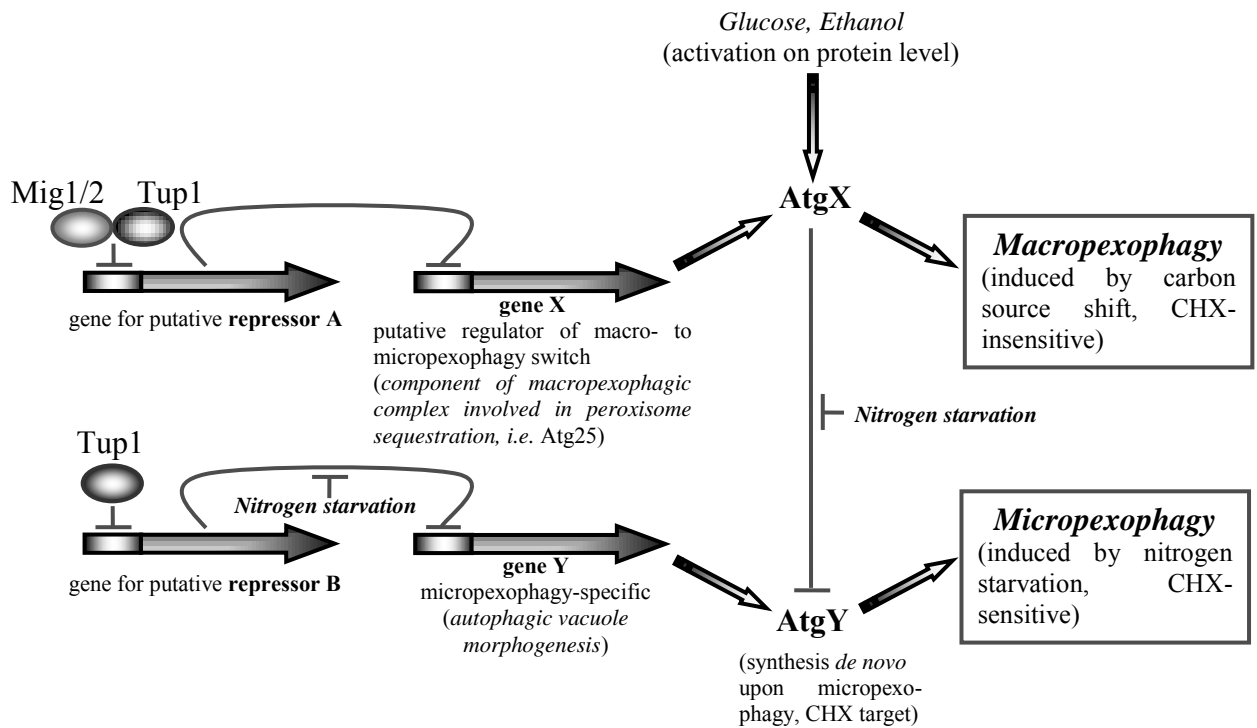 Glucose, Ethanol
(activation on protein level)
Mig1/2
Tup1
AtgX
gene for putative repressor A
gene X
putative regulator of macro- to
micropexophagy switch
(component of macropexophagic
complex involved in peroxisome
sequestration, i.e. Atg25)
Macropexophagy
(induced by carbon
source shift, CHX-
insensitive)
Nitrogen starvation
Tup1
Nitrogen starvation
gene for putative repressor B
gene Y
micropexophagy-specific
(autophagic vacuole
morphogenesis)
AtgY
(synthesis de novo
upon micropexo-
phagy, CHX target)
Micropexophagy
(induced by nitrogen
starvation, CHX-
sensitive)